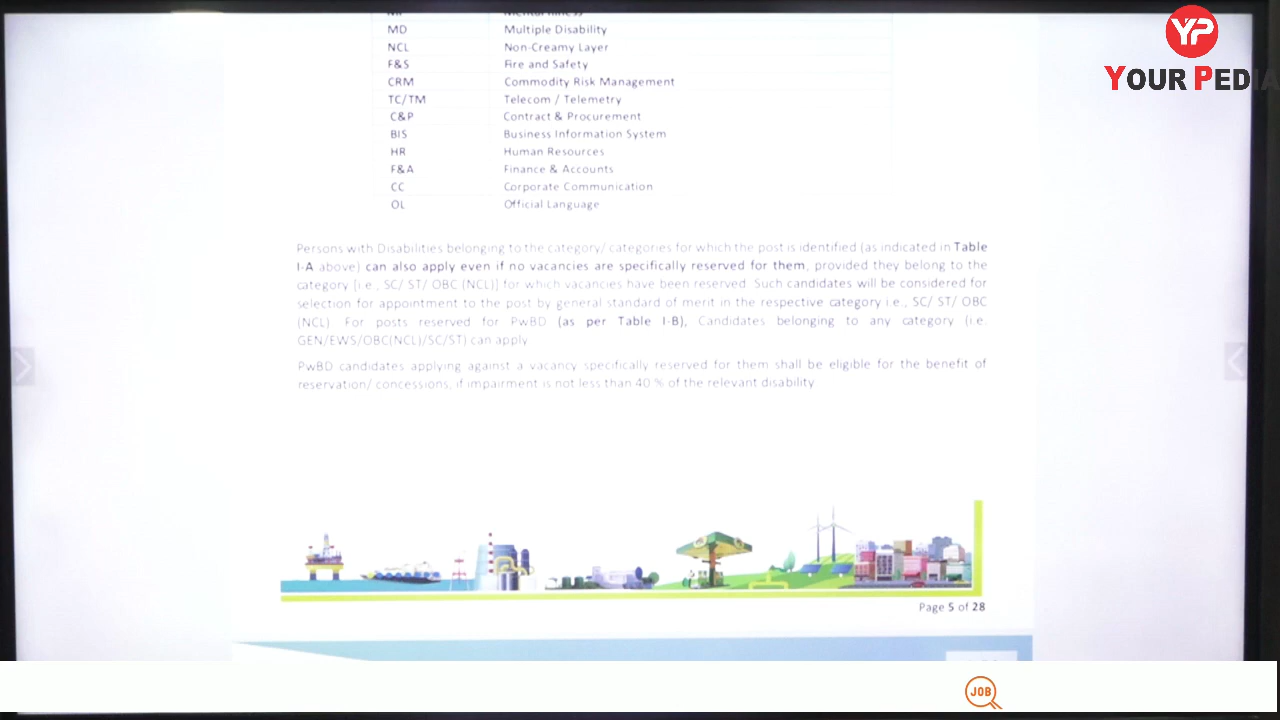 YP
YOUR PEDIA
MI Mental Illness
MD Multiple Disability
NCL Non-Creamy Layer
F&S Fire and Safety
CRM Commodity Risk Management
TC/TM Telecom / Telemetry
C&P Contract & Procurement
BIS Business Information System
HR Human Resources
F&A Finance & Accounts
CC Corporate Communication
OL Official Language
Persons with Disabilities belonging to the category/ categories for which the post is identified (as indicated in Table
I-A above) can also apply even if no vacancies are specifically reserved for them, provided they belong to the
category [i.e., SC/ ST/ OBC (NCL)] for which vacancies have been reserved. Such candidates will be considered for
selection for appointment to the post by general standard of merit in the respective category i.e., SC/ ST/ OBC
(NCL). For posts reserved for PwBD (as per Table I-B), Candidates belonging to any category (i.e.
GEN/EWS/OBC(NCL)/SC/ST) can apply.
PwBD candidates applying against a vacancy specifically reserved for them shall be eligible for the benefit of
reservation/ concessions, if impairment is not less than 40 % of the relevant disability.
Page 5 of 28
JOB